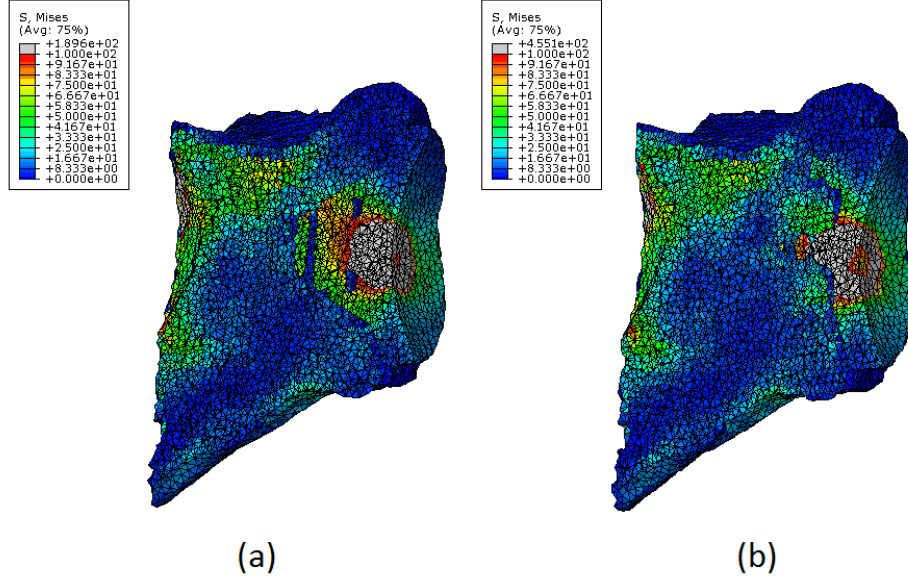 S, Mises
(Avg: 75%)
+1.896e+02
+1.000e+02
+9.167e+01
+8.333e+01
+7.500e+01
+6.667e+01
+5.833e+01
+5.000e+01
+4.167e+01
+3.333e+01
+2.500e+01
+1.667e+01
+8.333e+00
+0.000e+00
S, Mises
(Avg: 75%)
+4.551e+02
+1.000e+02
+9.167e+01
+8.333e+01
+7.500e+01
+6.667e+01
+5.833e+01
+5.000e+01
+4.167e+01
+3.333e+01
+2.500e+01
+1.667e+01
+8.333e+00
+0.000e+00
(a)
(b)